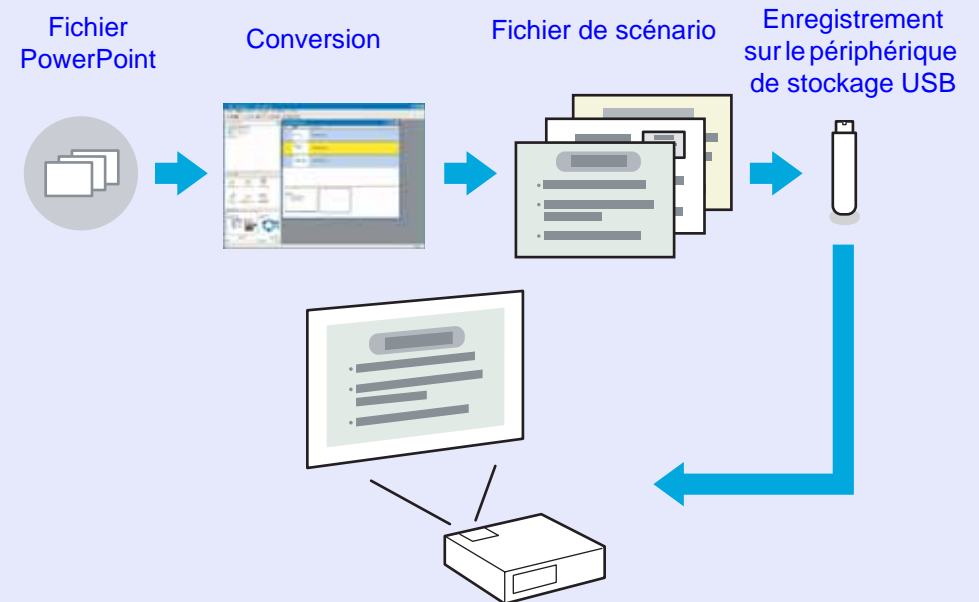 Fichier
PowerPoint
Conversion
Fichier de scénario
Enregistrement
sur le périphérique
de stockage USB